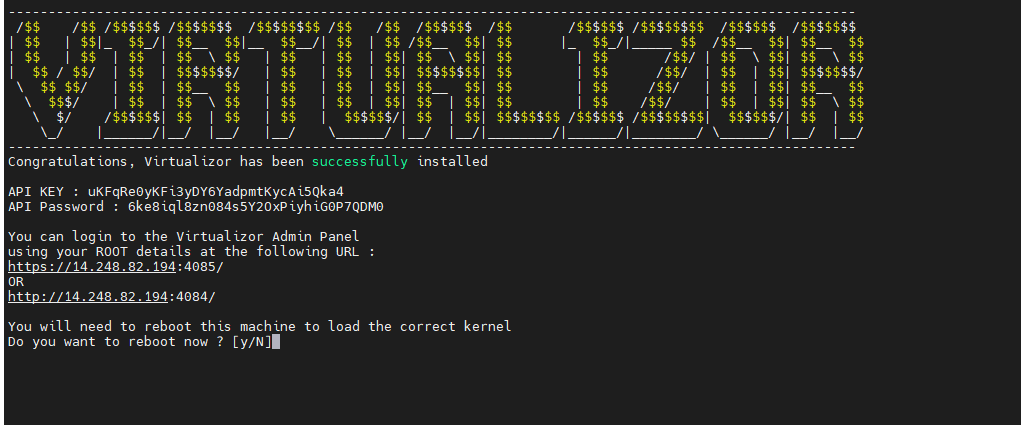 VIRTUALIZOR
Congratulations, Virtualizor has been successfully installed
API KEY : uKFqRe0yKFi3yDY6YadpmtKycAi5Qka4
API Password : 6ke8iql8zn084s5Y2OxPiyhiG0P7QDM0
You can login to the Virtualizor Admin Panel
using your ROOT details at the following URL :
https://14.248.82.194:4085/
OR
http://14.248.82.194:4084/
You will need to reboot this machine to load the correct kernel
Do you want to reboot now ? [y/N]